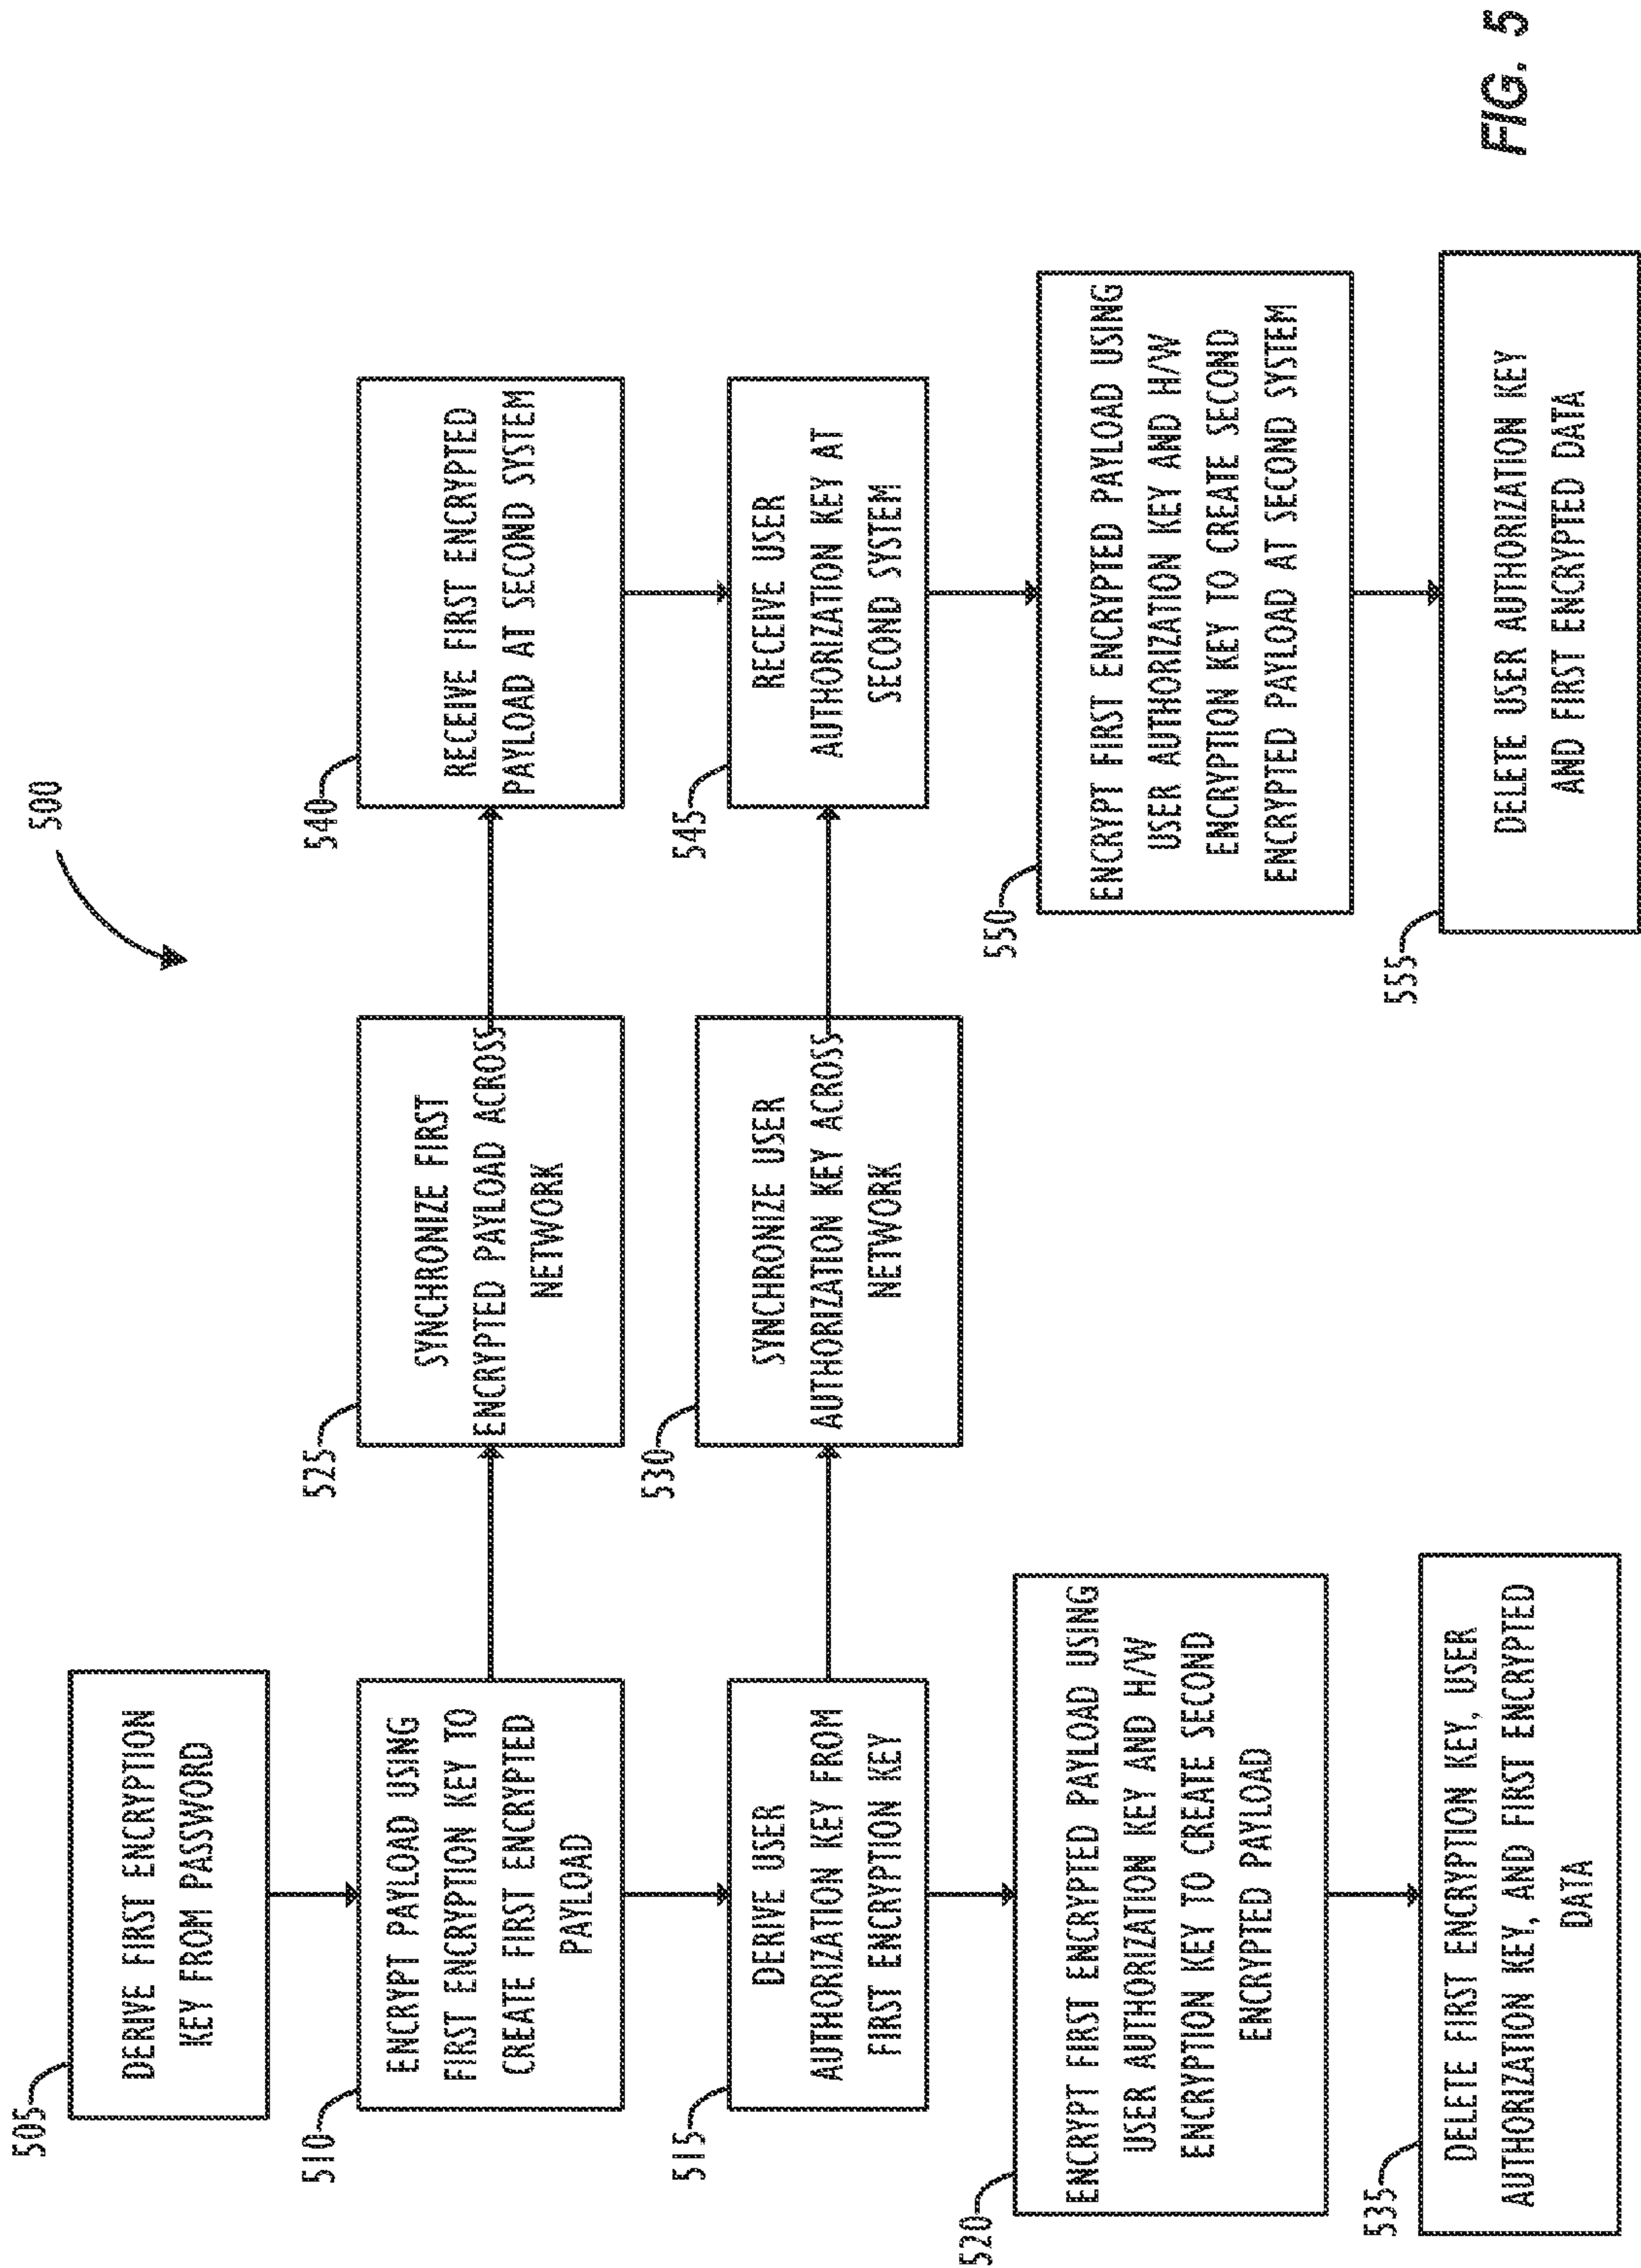 500
505
DERIVE FIRST ENCRYPTION
KEY FROM PASSWORD
510
ENCRYPT PAYLOAD USING
FIRST ENCRYPTION KEY TO
CREATE FIRST ENCRYPTED
PAYLOAD
515
DERIVE USER
AUTHORIZATION KEY FROM
FIRST ENCRYPTION KEY
520
ENCRYPT FIRST ENCRYPTED PAYLOAD USING
USER AUTHORIZATION KEY AND H/W
ENCRYPTION KEY TO CREATE SECOND
ENCRYPTED PAYLOAD
535
DELETE FIRST ENCRYPTION KEY, USER
AUTHORIZATION KEY, AND FIRST ENCRYPTED
DATA
525
SYNCHRONIZE FIRST
ENCRYPTED PAYLOAD ACROSS
NETWORK
530
SYNCHRONIZE USER
AUTHORIZATION KEY ACROSS
NETWORK
540
RECEIVE FIRST ENCRYPTED
PAYLOAD AT SECOND SYSTEM
545
RECEIVE USER
AUTHORIZATION KEY AT
SECOND SYSTEM
550
ENCRYPT FIRST ENCRYPTED PAYLOAD USING
USER AUTHORIZATION KEY AND H/W
ENCRYPTION KEY TO CREATE SECOND
ENCRYPTED PAYLOAD AT SECOND SYSTEM
555
DELETE USER AUTHORIZATION KEY
AND FIRST ENCRYPTED DATA
FIG. 5